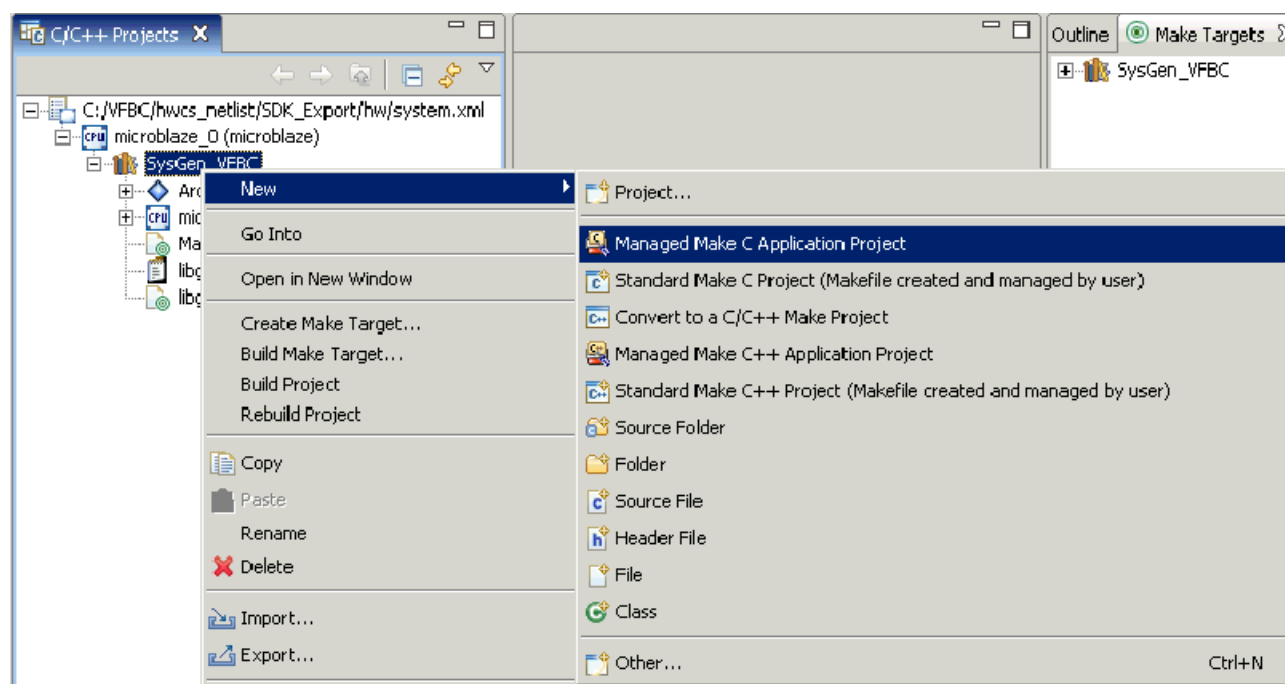 C/C++ Projects
Outline Make Targets
SysGen_VFBC
C:/VFBC/hwcs_netlist/SDK_Export/hw/system.xml
microblaze_0 (microblaze)
SysGen_VFBC
New
Project...
Go Into
Managed Make C Application Project
Open in New Window
Standard Make C Project (Makefile created and managed by user)
Create Make Target...
Convert to a C/C++ Make Project
Build Make Target...
Managed Make C++ Application Project
Build Project
Standard Make C++ Project (Makefile created and managed by user)
Rebuild Project
Source Folder
Copy
Folder
Paste
Source File
Rename
Header File
Delete
File
Class
Import...
Export...
Other... Ctrl+N